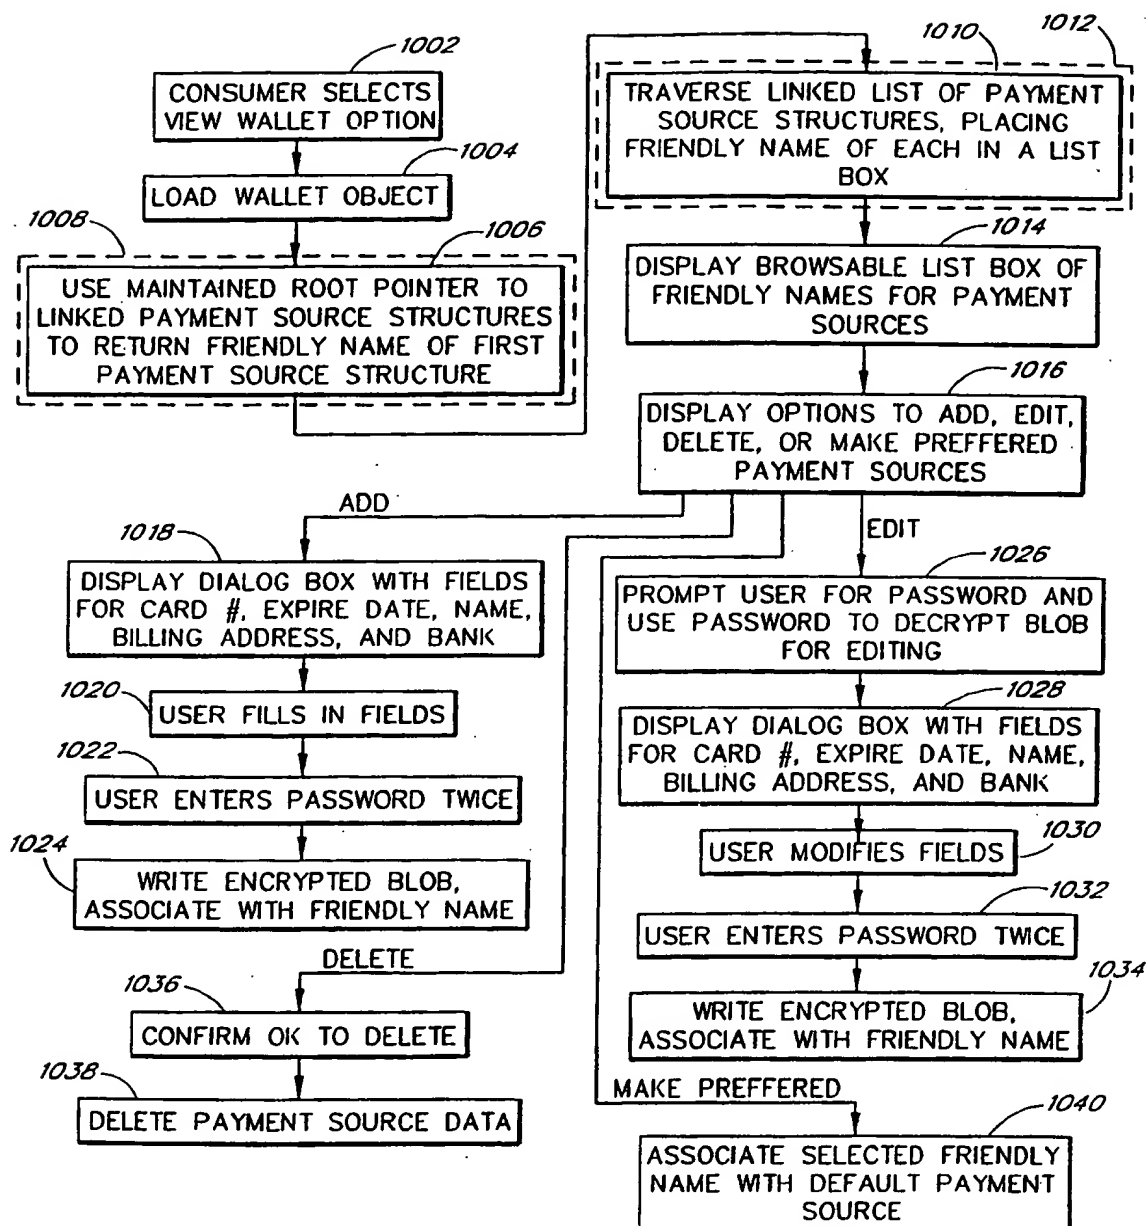 1002
CONSUMER SELECTS
VIEW WALLET OPTION
1004
LOAD WALLET OBJECT
1008
1006
USE MAINTAINED ROOT POINTER TO
LINKED PAYMENT SOURCE STRUCTURES
TO RETURN FRIENDLY NAME OF FIRST
PAYMENT SOURCE STRUCTURE
1010
1012
TRAVERSE LINKED LIST OF PAYMENT
SOURCE STRUCTURES, PLACING
FRIENDLY NAME OF EACH IN A LIST
BOX
1014
DISPLAY BROWSABLE LIST BOX OF
FRIENDLY NAMES FOR PAYMENT
SOURCES
1016
DISPLAY OPTIONS TO ADD, EDIT,
DELETE, OR MAKE PREFFERED
PAYMENT SOURCES
ADD
1018
DISPLAY DIALOG BOX WITH FIELDS
FOR CARD #, EXPIRE DATE, NAME,
BILLING ADDRESS, AND BANK
1020
USER FILLS IN FIELDS
1022
USER ENTERS PASSWORD TWICE
1024
WRITE ENCRYPTED BLOB,
ASSOCIATE WITH FRIENDLY NAME
DELETE
1036
CONFIRM OK TO DELETE
1038
DELETE PAYMENT SOURCE DATA
EDIT
1026
PROMPT USER FOR PASSWORD AND
USE PASSWORD TO DECRYPT BLOB
FOR EDITING
1028
DISPLAY DIALOG BOX WITH FIELDS
FOR CARD #, EXPIRE DATE, NAME,
BILLING ADDRESS, AND BANK
1030
USER MODIFIES FIELDS
1032
USER ENTERS PASSWORD TWICE
1034
WRITE ENCRYPTED BLOB,
ASSOCIATE WITH FRIENDLY NAME
MAKE PREFFERED
1040
ASSOCIATE SELECTED FRIENDLY
NAME WITH DEFAULT PAYMENT
SOURCE